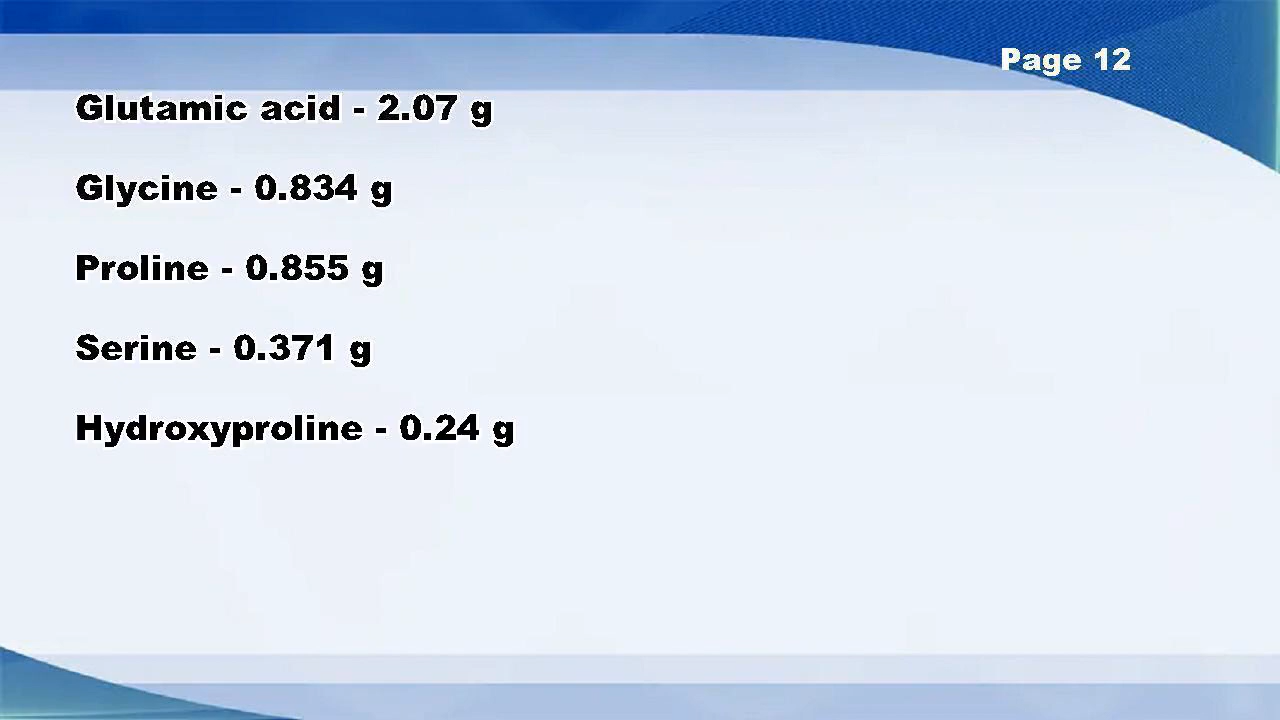 Page 12
Glutamic acid - 2.07 g
Glycine - 0.834 g
Proline - 0.855 g
Serine - 0.371 g
Hydroxyproline - 0.24 g